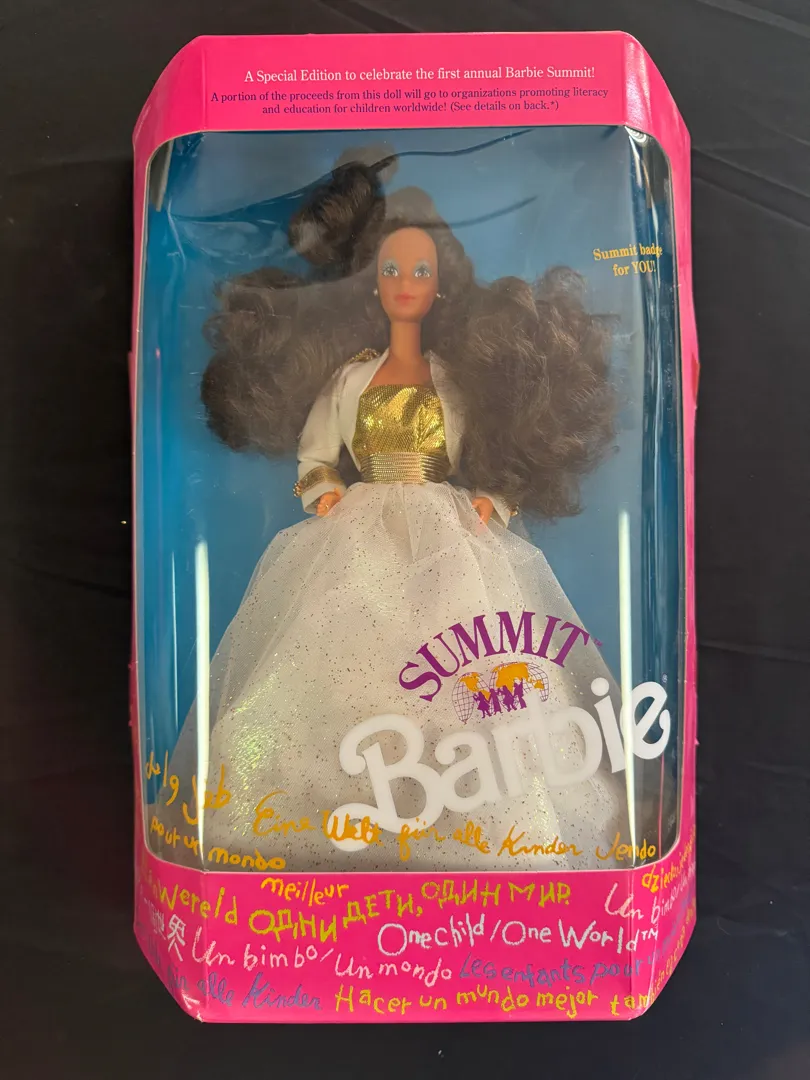 A Special Edition to celebrate the first annual Barbie Summit!
A portion of the proceeds from this doll will go to organizations promoting literacy
and education for children worldwide! (See details on back.*)
Summit badge
for YOU!
SUMMIT
Barbie®
Eine Welt für alle Kinder
mondo
meilleur
Wereld ОДНИ ДЕТИ, ОДИН МИР
Un bimbo/
One Child/One World™
界 Un bimbo/Un mondo Les enfants pour
alle Kinder Hacer un mundo mejor